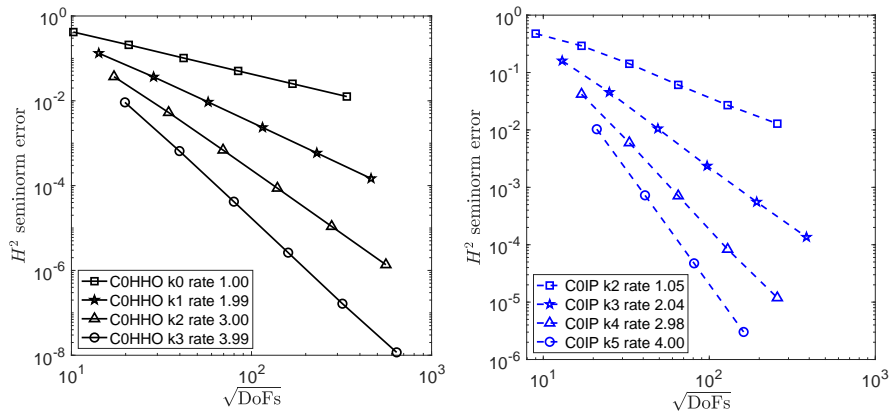 10^0
10^-2
10^-4
10^-6
10^-8
H^2 seminorm error
C0HHO k0 rate 1.00
C0HHO k1 rate 1.99
C0HHO k2 rate 3.00
C0HHO k3 rate 3.99
10^1 10^2 10^3
√DoFs
10^0
10^-1
10^-2
10^-3
10^-4
10^-5
10^-6
H^2 seminorm error
C0IP k2 rate 1.05
C0IP k3 rate 2.04
C0IP k4 rate 2.98
C0IP k5 rate 4.00
10^1 10^2 10^3
√DoFs